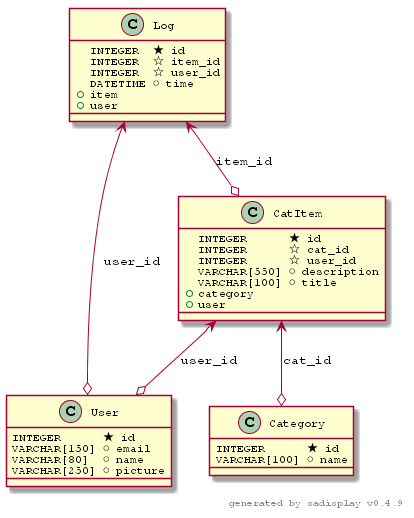 C Log
INTEGER ★ id
INTEGER ☆ item_id
INTEGER ☆ user_id
DATETIME ○ time
item
user
item_id
C CatItem
INTEGER ★ id
INTEGER ☆ cat_id
INTEGER ☆ user_id
VARCHAR[550] ○ description
VARCHAR[100] ○ title
category
user
user_id
user_id
cat_id
C User
INTEGER ★ id
VARCHAR[150] ○ email
VARCHAR[80] ○ name
VARCHAR[250] ○ picture
C Category
INTEGER ★ id
VARCHAR[100] ○ name
generated by sadisplay v0.4.9